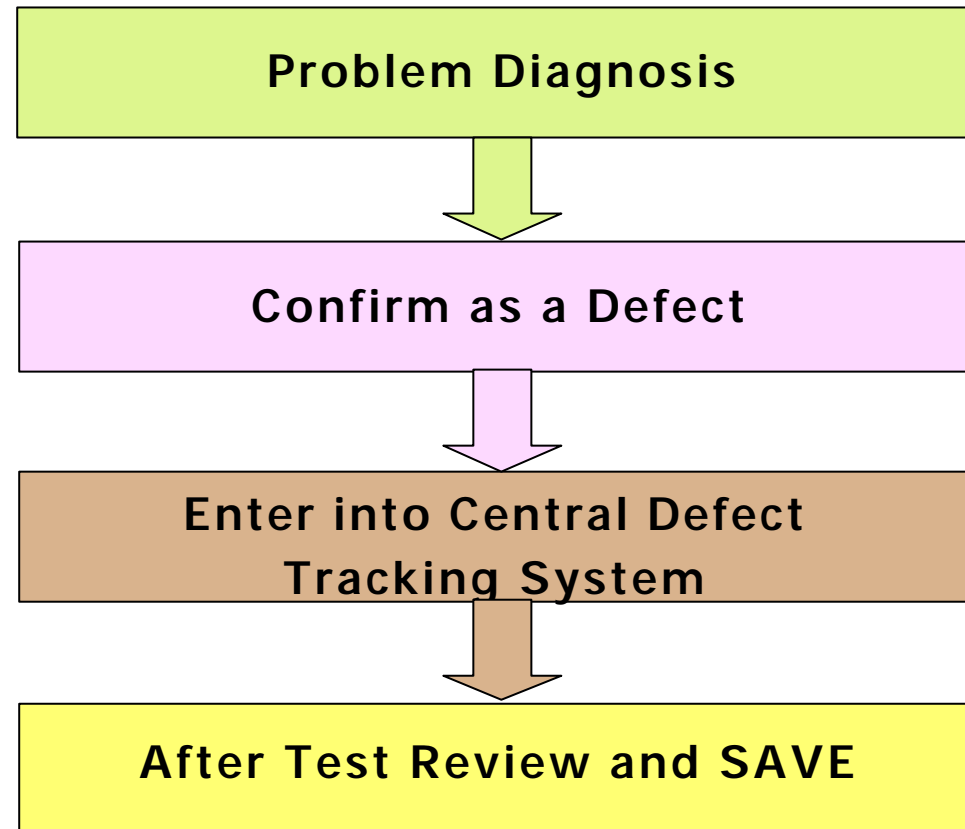 Problem Diagnosis
Confirm as a Defect
Enter into Central Defect
Tracking System
After Test Review and SAVE